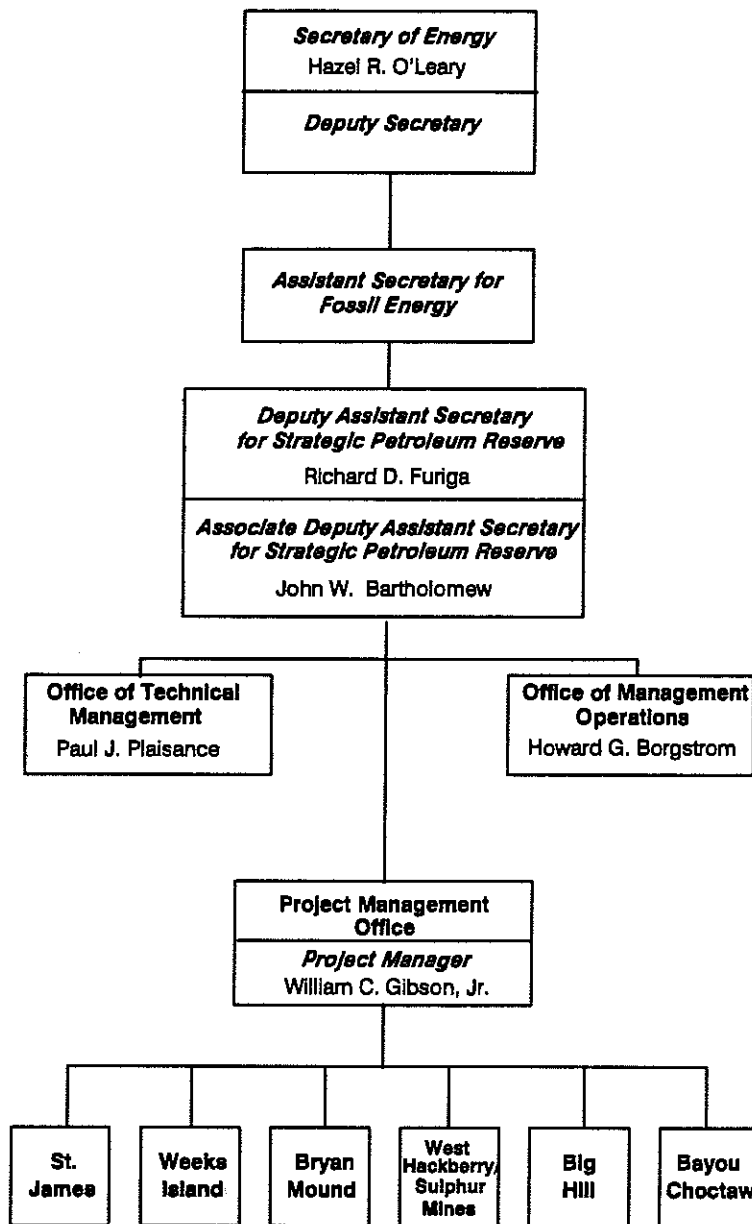 Secretary of Energy
Hazel R. O'Leary
Deputy Secretary
Assistant Secretary for
Fossil Energy
Deputy Assistant Secretary
for Strategic Petroleum Reserve
Richard D. Furiga
Associate Deputy Assistant Secretary
for Strategic Petroleum Reserve
John W. Bartholomew
Office of Technical
Management
Paul J. Plaisance
Office of Management
Operations
Howard G. Borgstrom
Project Management
Office
Project Manager
William C. Gibson, Jr.
St.
James
Weeks
Island
Bryan
Mound
West
Hackberry/
Sulphur
Mines
Big
Hill
Bayou
Choctaw